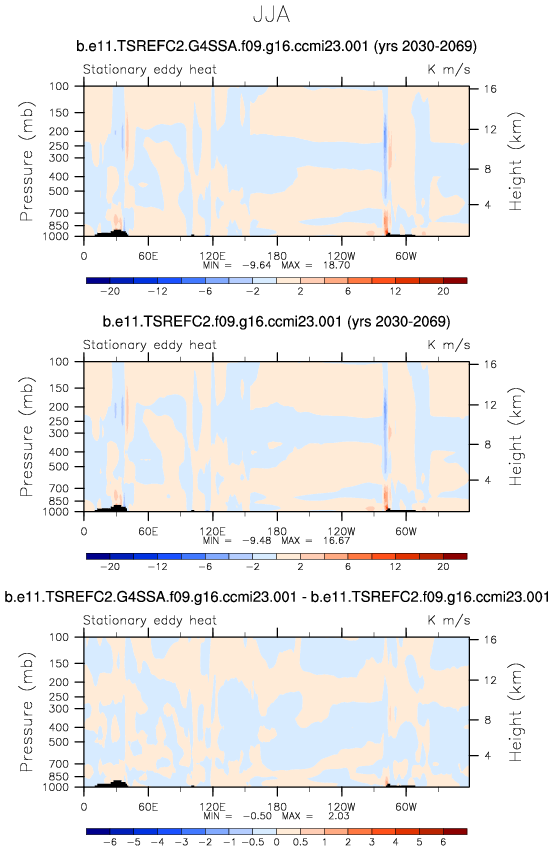 JJA
b.e11.TSREFC2.G4SSA.f09.g16.ccmi23.001 (yrs 2030-2069)
Stationary eddy heat K m/s
Pressure (mb)
100
150
200
250
300
400
500
700
850
1000
16
12
8
4
Height (km)
0 60E 120E 180 120W 60W
MIN = -9.64 MAX = 18.70
-20 -12 -6 -2 2 6 12 20
b.e11.TSREFC2.f09.g16.ccmi23.001 (yrs 2030-2069)
Stationary eddy heat K m/s
Pressure (mb)
100
150
200
250
300
400
500
700
850
1000
16
12
8
4
Height (km)
0 60E 120E 180 120W 60W
MIN = -9.48 MAX = 16.67
-20 -12 -6 -2 2 6 12 20
b.e11.TSREFC2.G4SSA.f09.g16.ccmi23.001 - b.e11.TSREFC2.f09.g16.ccmi23.001
Stationary eddy heat K m/s
Pressure (mb)
100
150
200
250
300
400
500
700
850
1000
16
12
8
4
Height (km)
0 60E 120E 180 120W 60W
MIN = -0.50 MAX = 2.03
-6 -5 -4 -3 -2 -1 -0.5 0 0.5 1 2 3 4 5 6